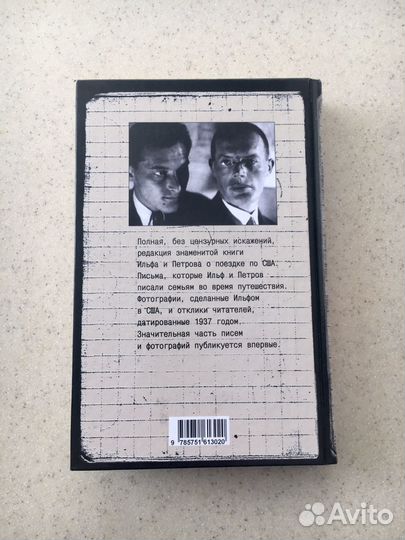 Полная, без цензурных искажений,
редакция знаменитой книги
Ильфа и Петрова о поездке по США.
Письма, которые Ильф и Петров
писали семьям во время путешествия.
Фотографии, сделанные Ильфом
в США, и отклики читателей,
датированные 1937 годом.
Значительная часть писем
и фотографий публикуется впервые.
9 785751 613020
Avito